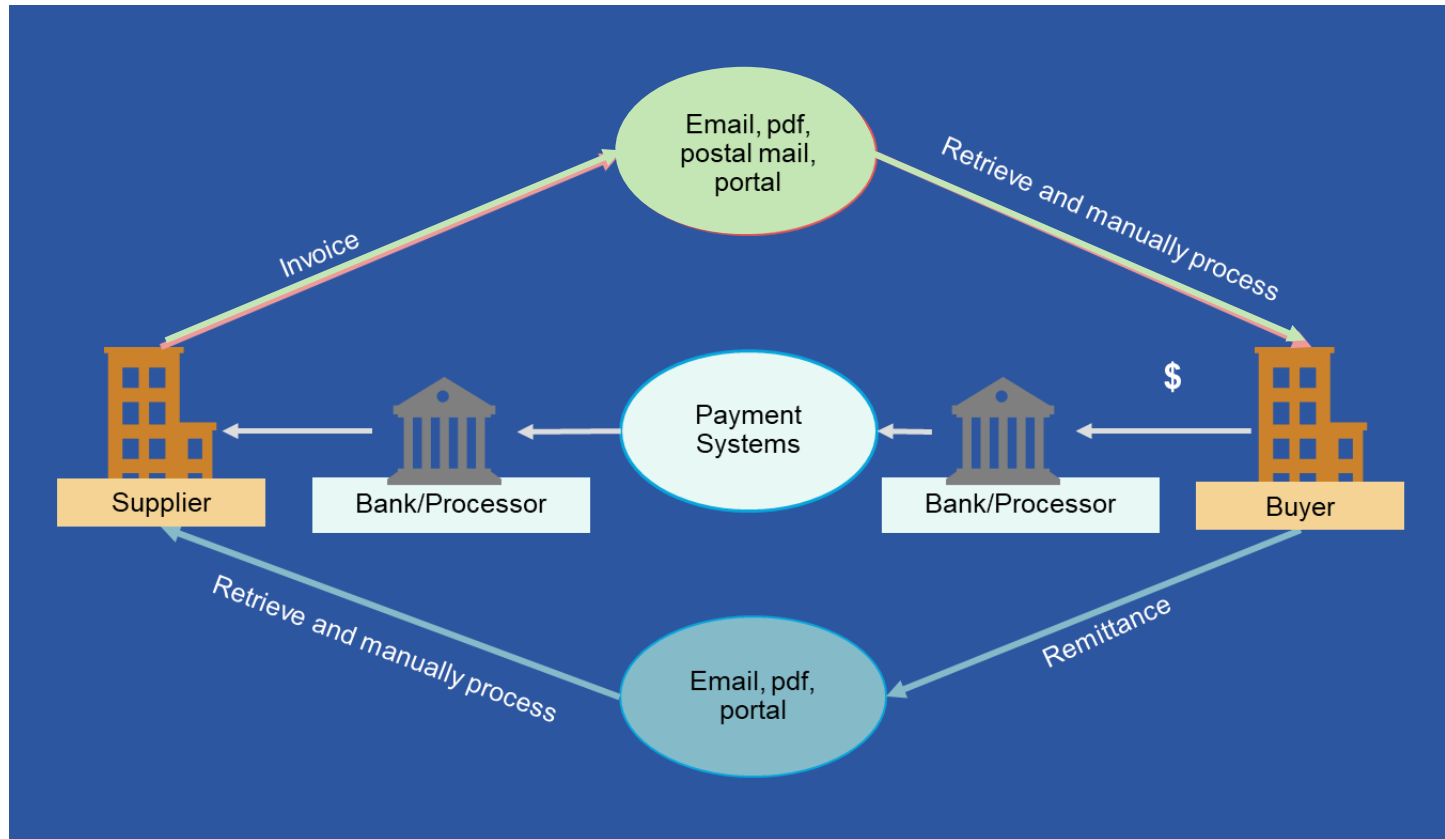 Email, pdf,
postal mail,
portal
Invoice
Retrieve and manually process
$
Payment
Systems
Supplier
Bank/Processor
Bank/Processor
Buyer
Retrieve and manually process
Remittance
Email, pdf,
portal